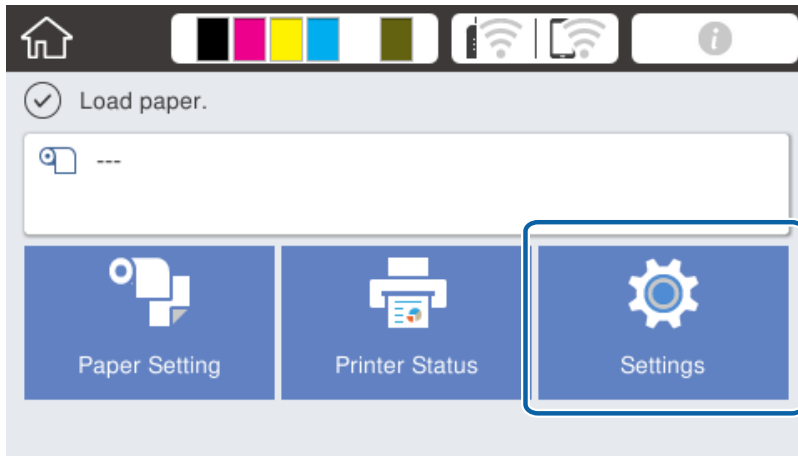 Load paper.
---
Paper Setting
Printer Status
Settings